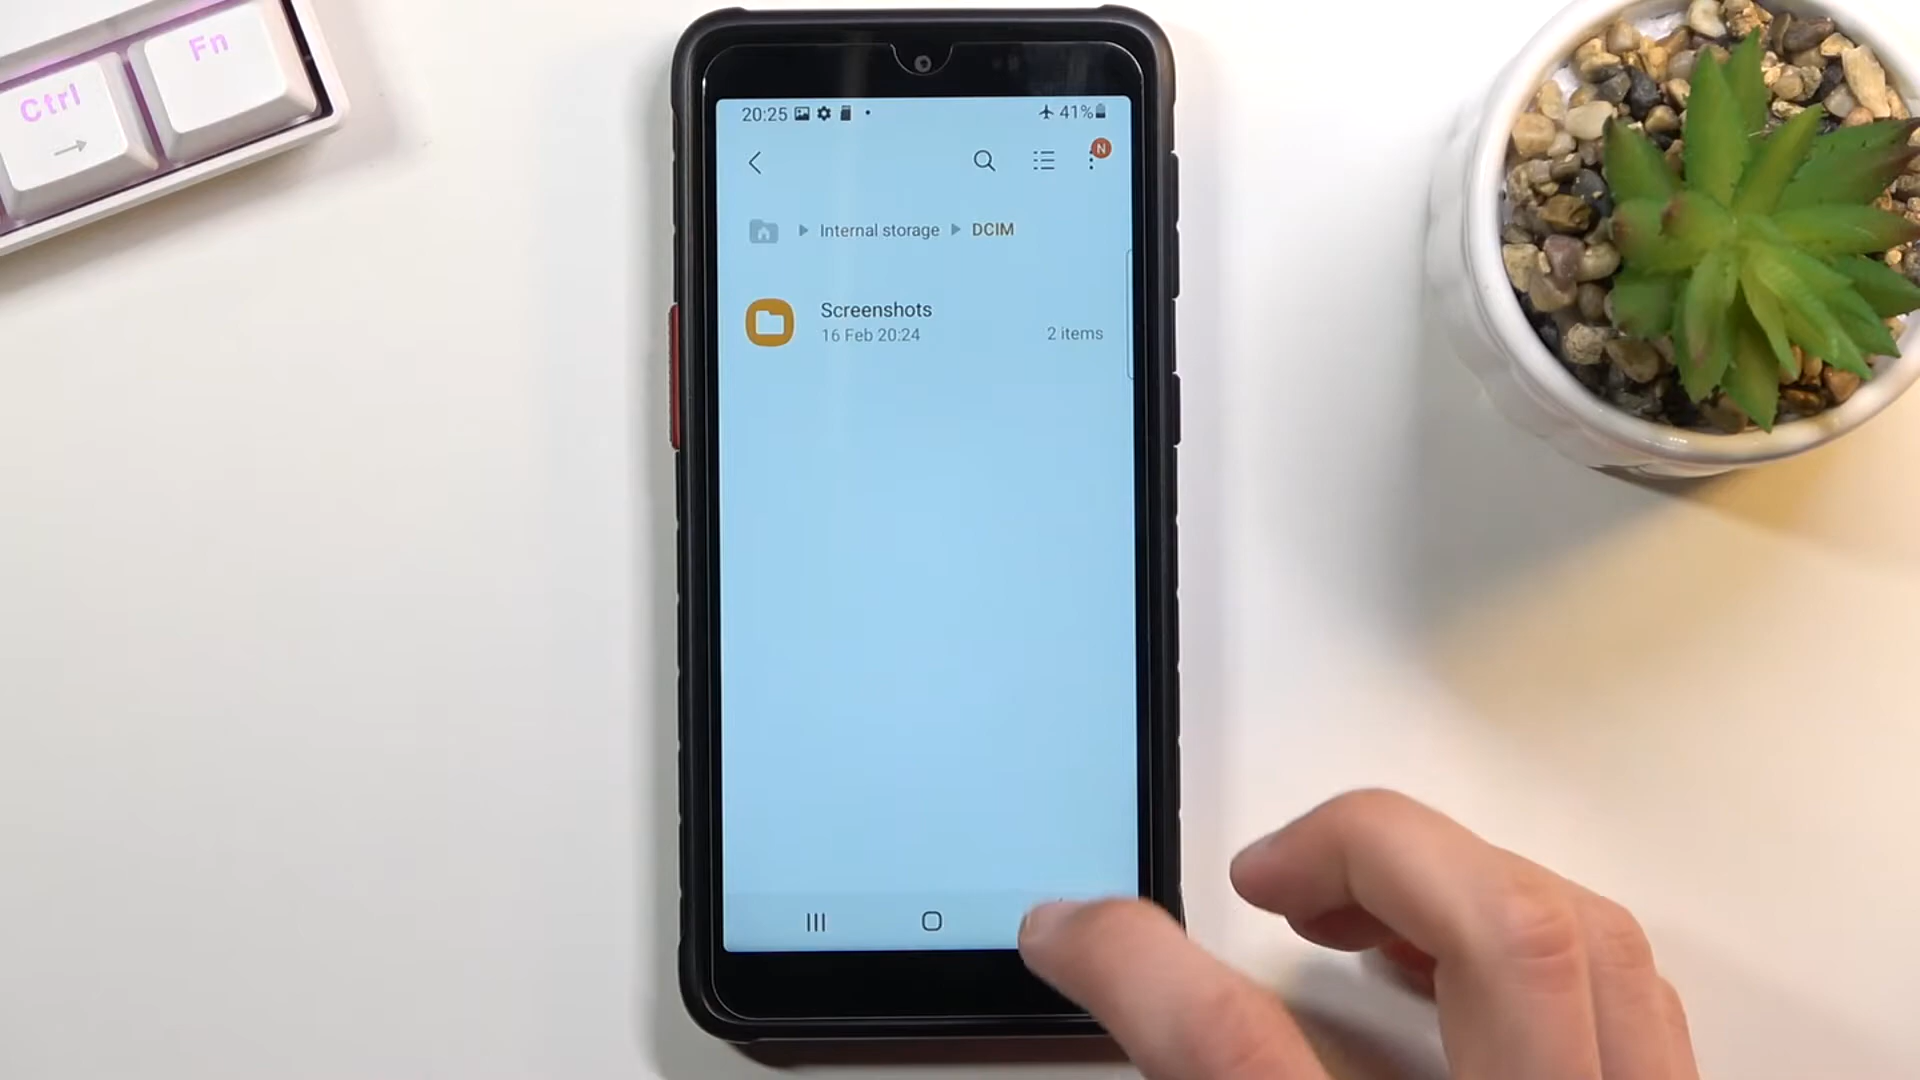 Fn
Ctrl
20:25 41%
N
Internal storage DCIM
Screenshots
16 Feb 20:24 2 items